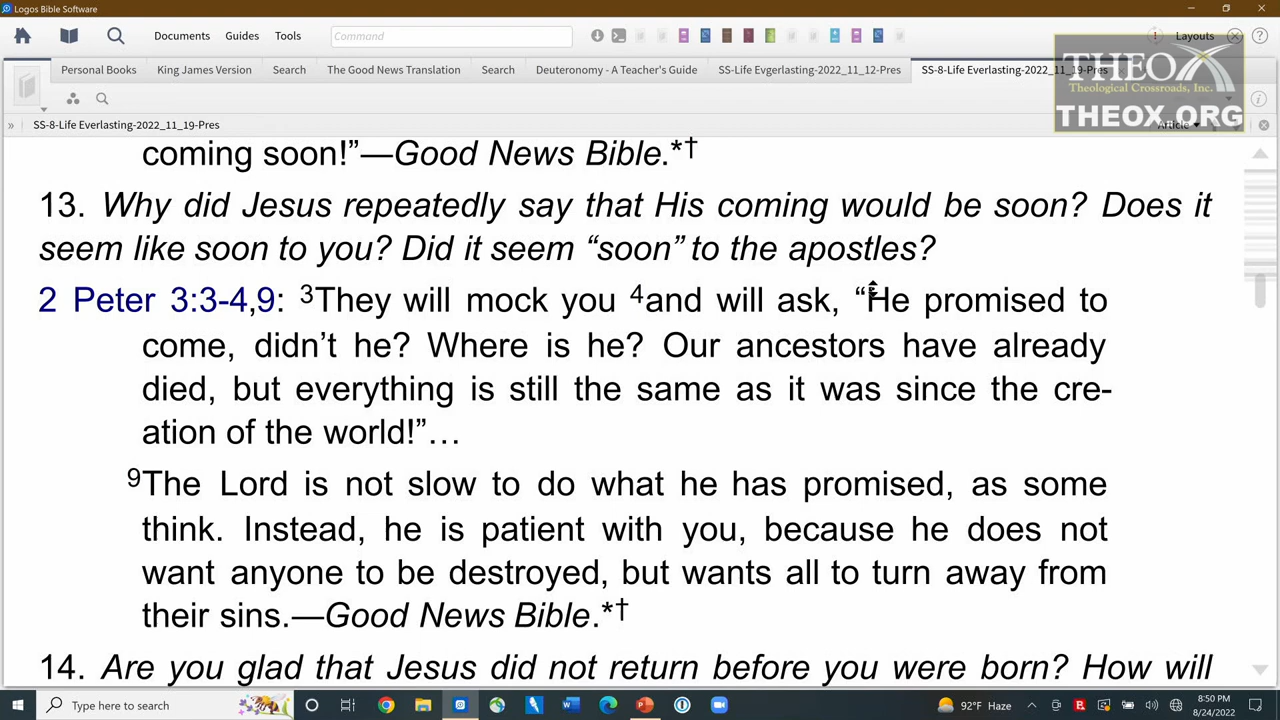 Logos Bible Software
Documents Guides Tools Command Layouts
THEOX
Theological Crossroads, Inc.
THEOX.ORG
Personal Books King James Version Search Search Deuteronomy - A Teacher's Guide SS-Life Evgerlasting-2022_11_12-Pres SS-8-Life Everlasting-2022_11_19-Pres
SS-8-Life Everlasting-2022_11_19-Pres Article
coming soon!”—Good News Bible.*†
13. Why did Jesus repeatedly say that His coming would be soon? Does it
seem like soon to you? Did it seem “soon” to the apostles?
2 Peter 3:3-4,9: ³They will mock you ⁴and will ask, “He promised to
come, didn’t he? Where is he? Our ancestors have already
died, but everything is still the same as it was since the cre-
ation of the world!”…
⁹The Lord is not slow to do what he has promised, as some
think. Instead, he is patient with you, because he does not
want anyone to be destroyed, but wants all to turn away from
their sins.—Good News Bible.*†
14. Are you glad that Jesus did not return before you were born? How will
Type here to search 92°F Haze 8:50 PM
8/24/2022